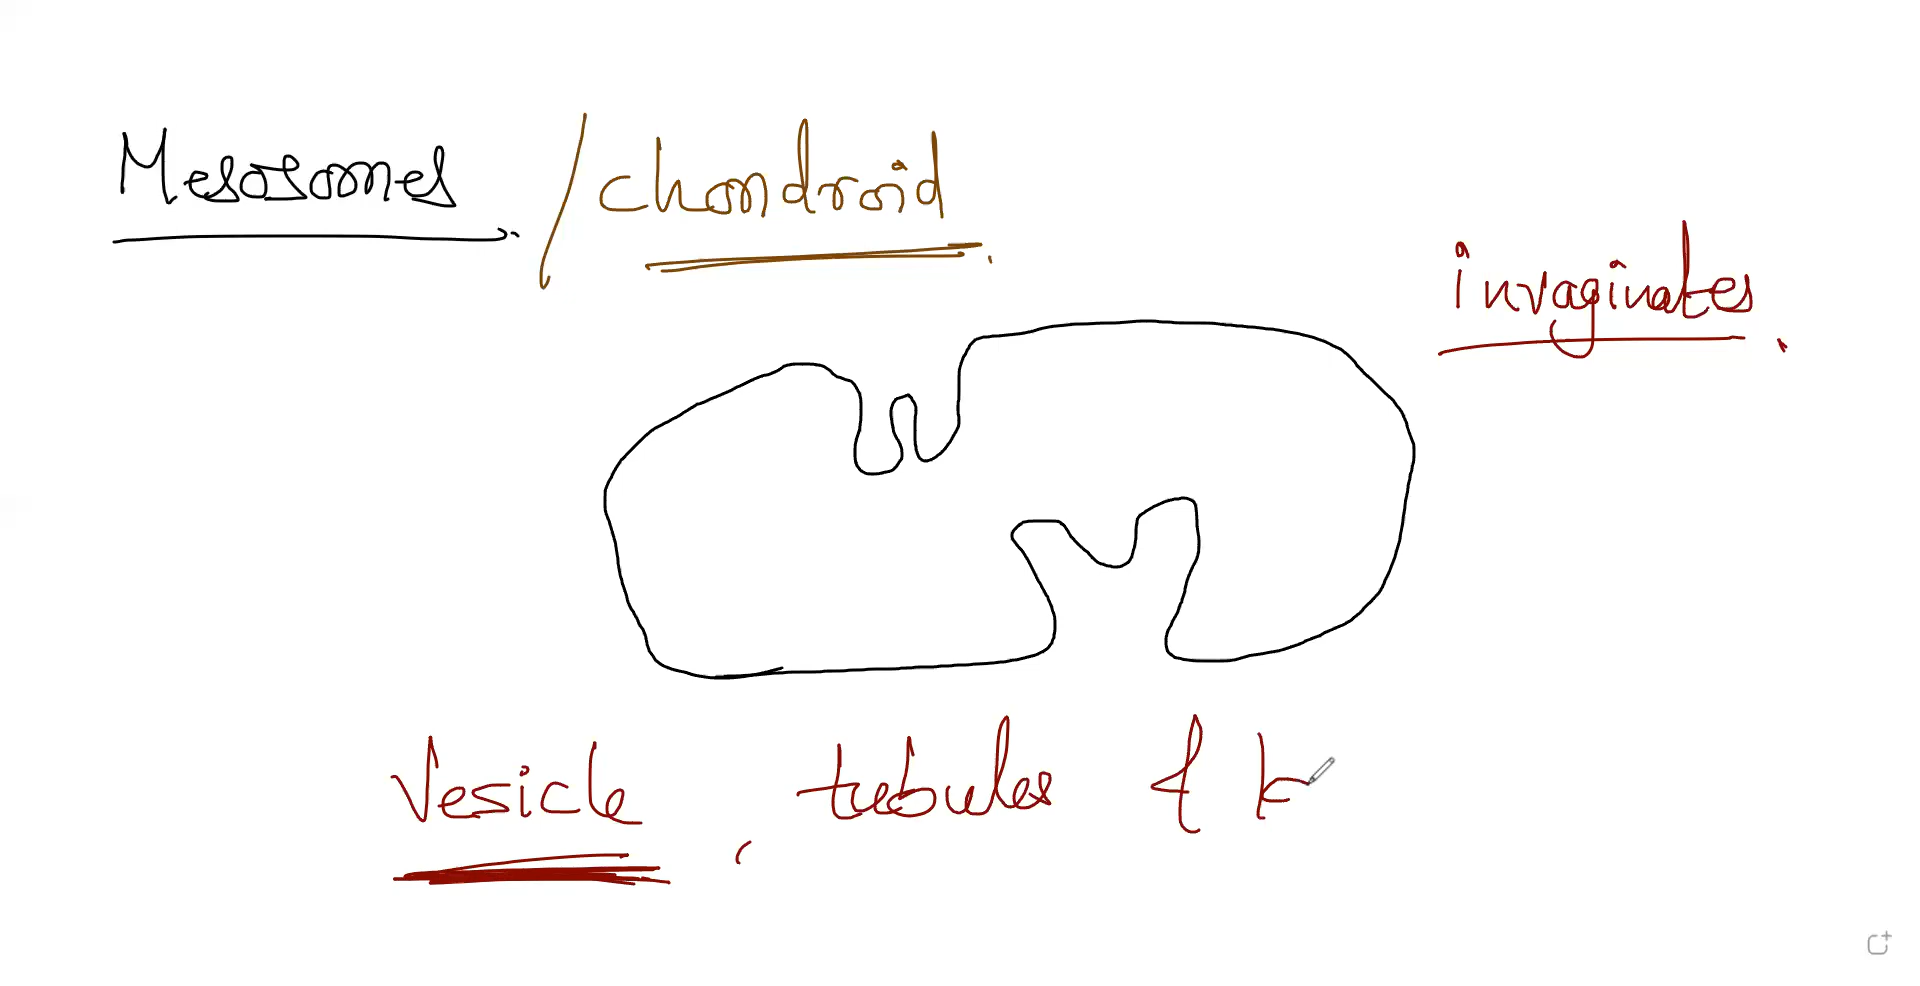 Mesosomes / chondroid
invaginates
Vesicle, tubules &